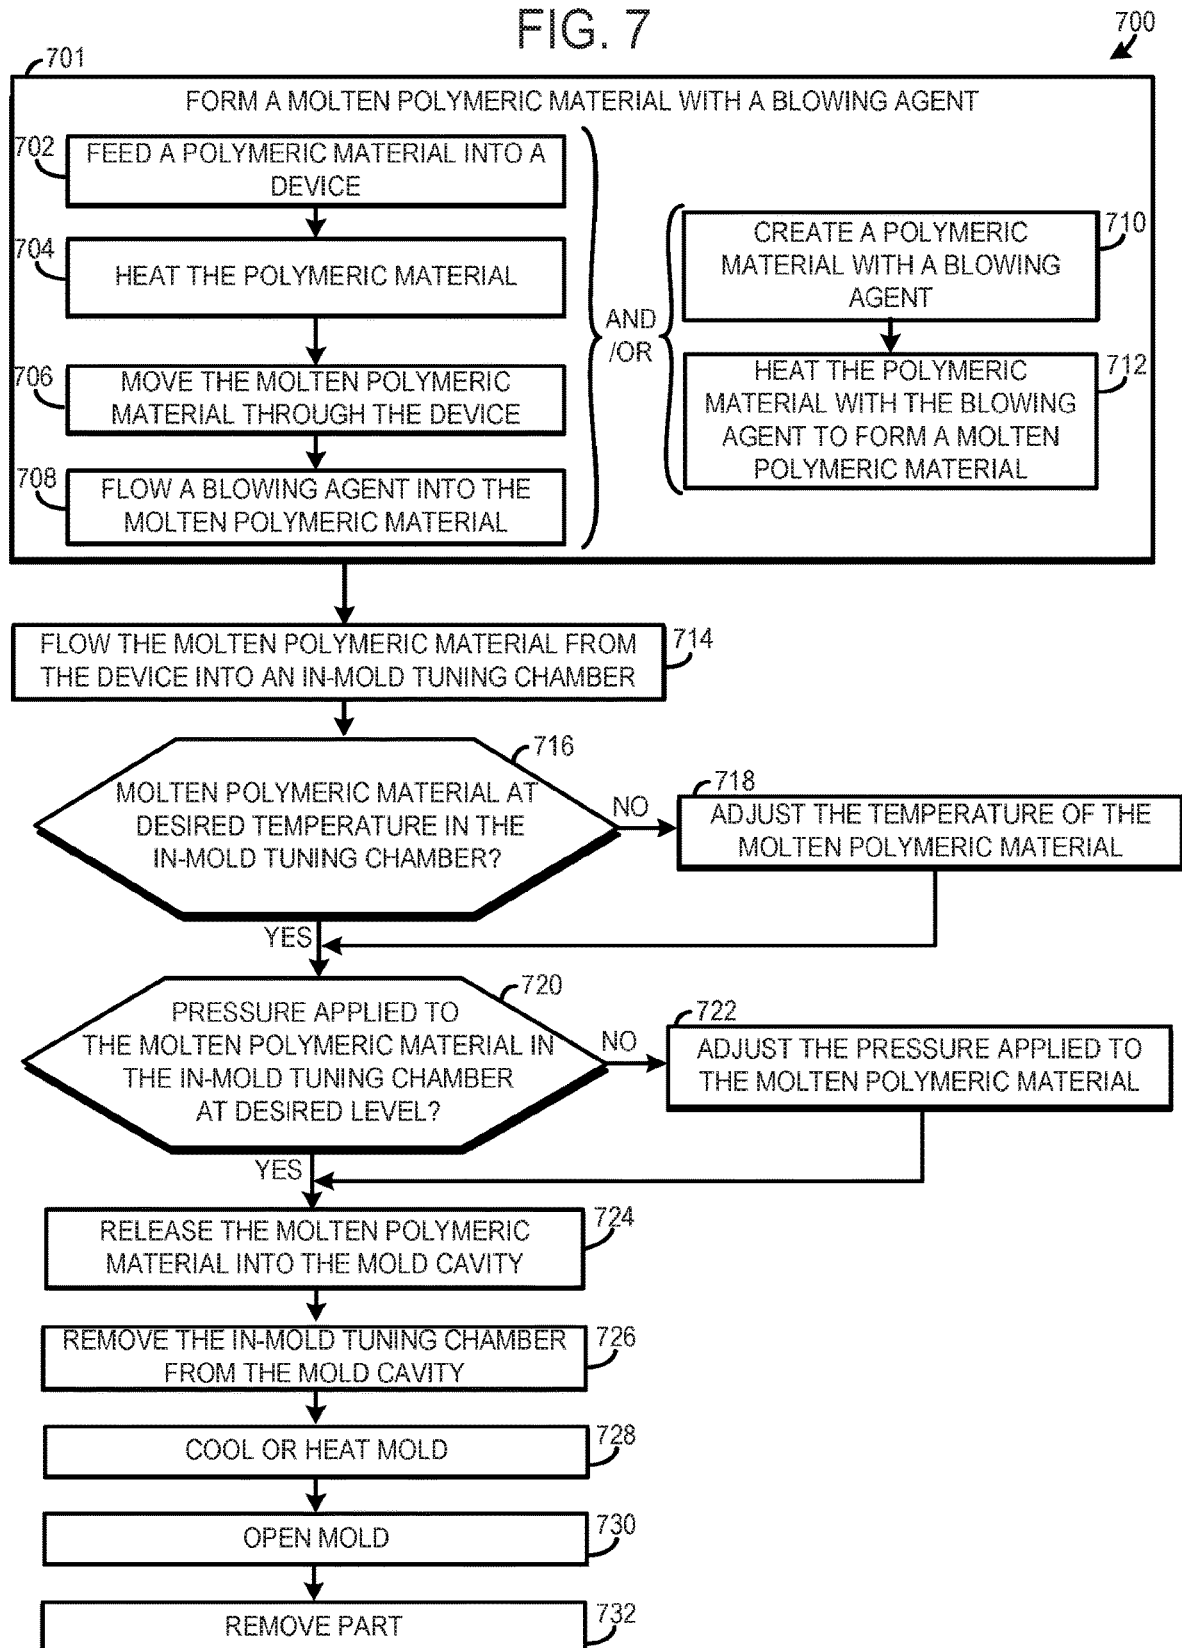 FIG. 7
700
701
FORM A MOLTEN POLYMERIC MATERIAL WITH A BLOWING AGENT
702
FEED A POLYMERIC MATERIAL INTO A
DEVICE
704
HEAT THE POLYMERIC MATERIAL
706
MOVE THE MOLTEN POLYMERIC
MATERIAL THROUGH THE DEVICE
708
FLOW A BLOWING AGENT INTO THE
MOLTEN POLYMERIC MATERIAL
AND
/OR
710
CREATE A POLYMERIC
MATERIAL WITH A BLOWING
AGENT
712
HEAT THE POLYMERIC
MATERIAL WITH THE BLOWING
AGENT TO FORM A MOLTEN
POLYMERIC MATERIAL
FLOW THE MOLTEN POLYMERIC MATERIAL FROM
THE DEVICE INTO AN IN-MOLD TUNING CHAMBER
714
716
MOLTEN POLYMERIC MATERIAL AT
DESIRED TEMPERATURE IN THE
IN-MOLD TUNING CHAMBER?
NO
718
ADJUST THE TEMPERATURE OF THE
MOLTEN POLYMERIC MATERIAL
YES
720
PRESSURE APPLIED TO
THE MOLTEN POLYMERIC MATERIAL IN
THE IN-MOLD TUNING CHAMBER
AT DESIRED LEVEL?
NO
722
ADJUST THE PRESSURE APPLIED TO
THE MOLTEN POLYMERIC MATERIAL
YES
RELEASE THE MOLTEN POLYMERIC
MATERIAL INTO THE MOLD CAVITY
724
REMOVE THE IN-MOLD TUNING CHAMBER
FROM THE MOLD CAVITY
726
COOL OR HEAT MOLD
728
OPEN MOLD
730
REMOVE PART
732